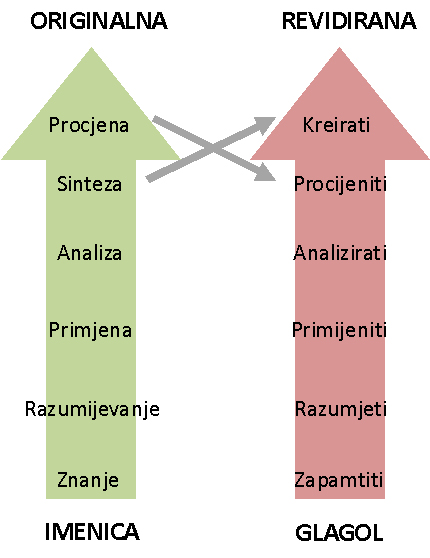 ORIGINALNA
REVIDIRANA
Procjena
Kreirati
Sinteza
Procijeniti
Analiza
Analizirati
Primjena
Primijeniti
Razumijevanje
Razumjeti
Znanje
Zapamtiti
IMENICA
GLAGOL